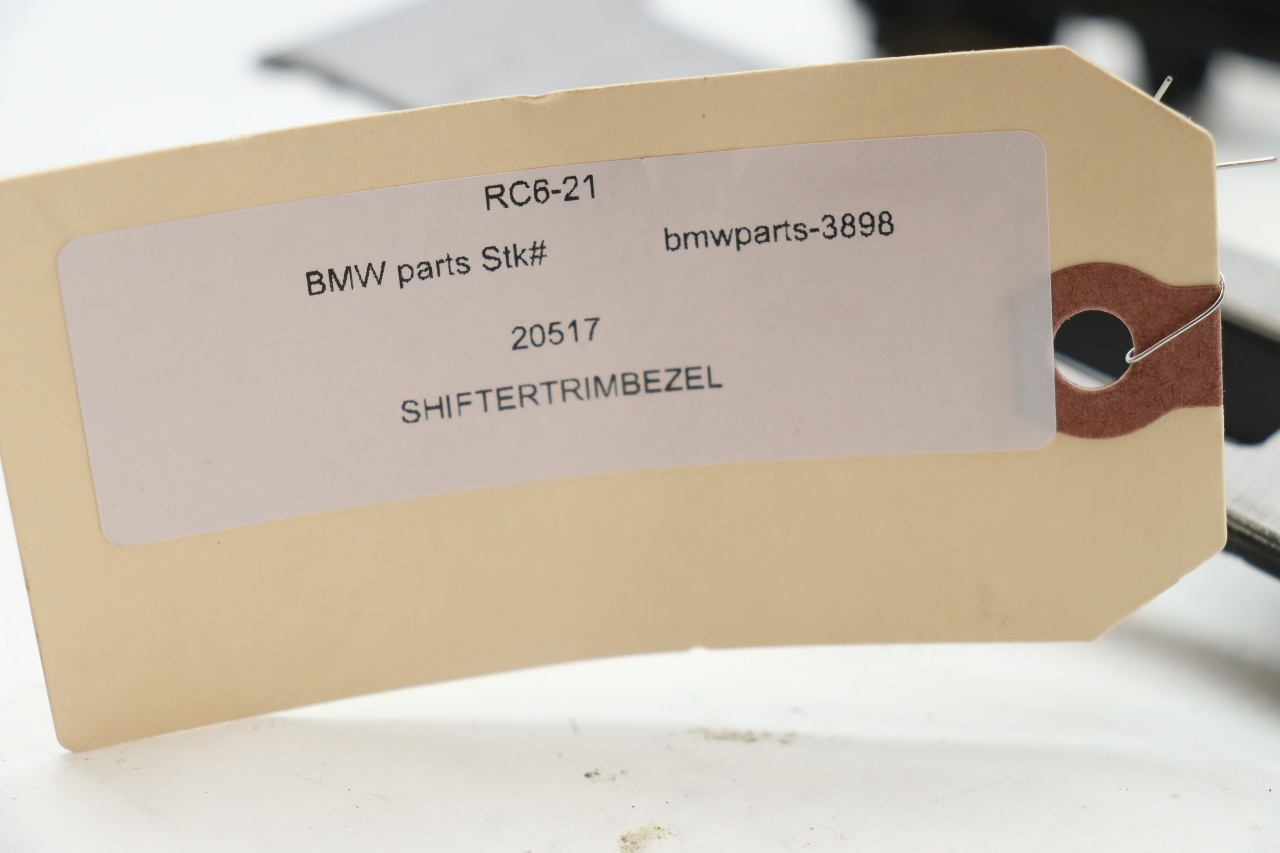 RC6-21
BMW parts Stk# bmwparts-3898
20517
SHIFTERTRIMBEZEL